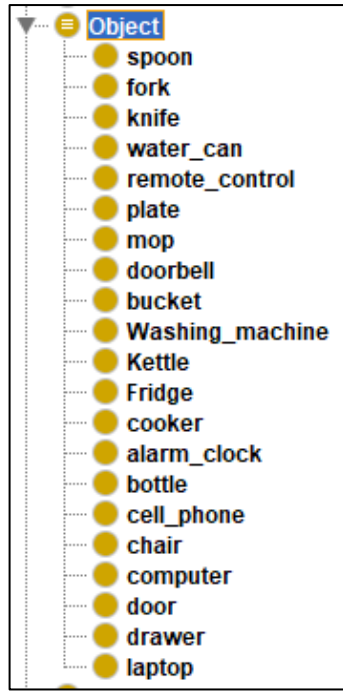 Object
spoon
fork
knife
water_can
remote_control
plate
mop
doorbell
bucket
Washing_machine
Kettle
Fridge
cooker
alarm_clock
bottle
cell_phone
chair
computer
door
drawer
laptop